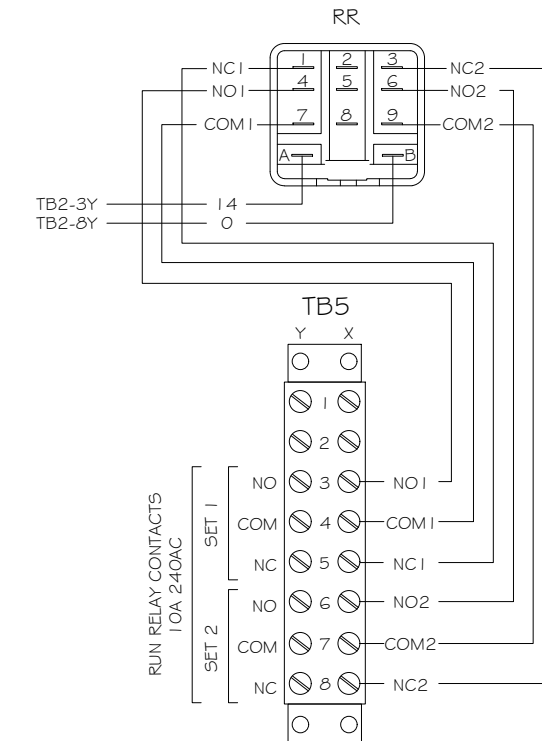 RR
NC1 1 2 3 NC2
NO1 4 5 6 NO2
COM1 7 8 9 COM2
A B
TB2-3Y 14
TB2-8Y 0
TB5
Y X
1
2
NO 3 NO1
COM 4 COM1
NC 5 NC1
NO 6 NO2
COM 7 COM2
NC 8 NC2
SET 1
SET 2
RUN RELAY CONTACTS
10A 240AC